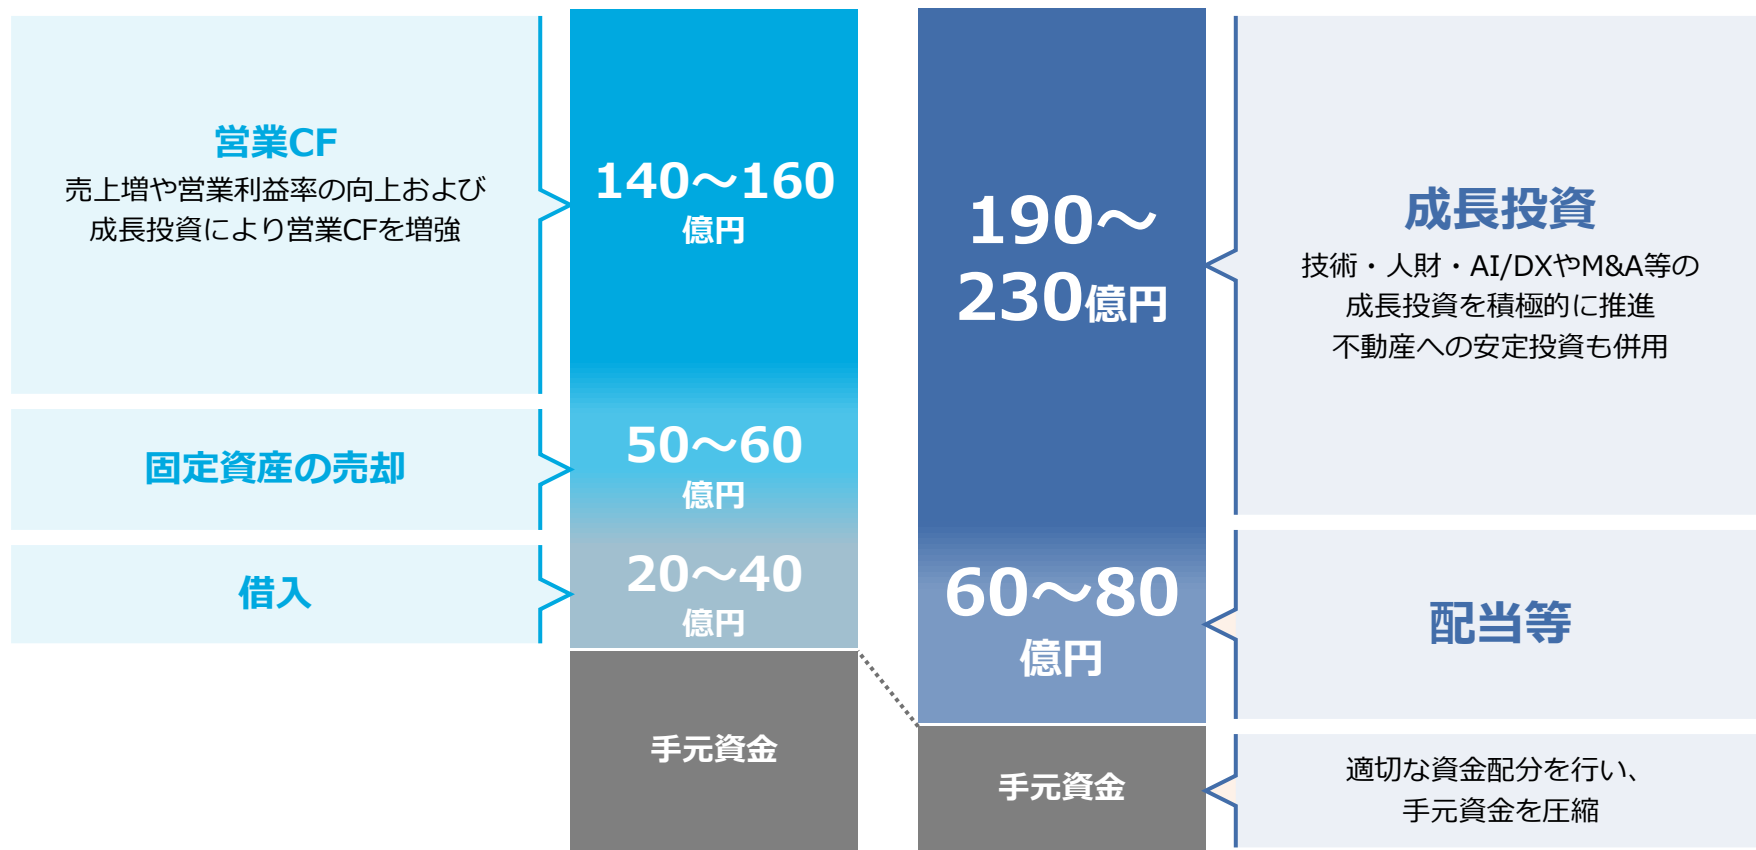 営業CF
売上増や営業利益率の向上および
成長投資により営業CFを増強
固定資産の売却
借入
140～160
億円
50～60
億円
20～40
億円
手元資金
190～
230億円
60～80
億円
手元資金
成長投資
技術・人財・AI/DXやM&A等の
成長投資を積極的に推進
不動産への安定投資も併用
配当等
適切な資金配分を行い、
手元資金を圧縮